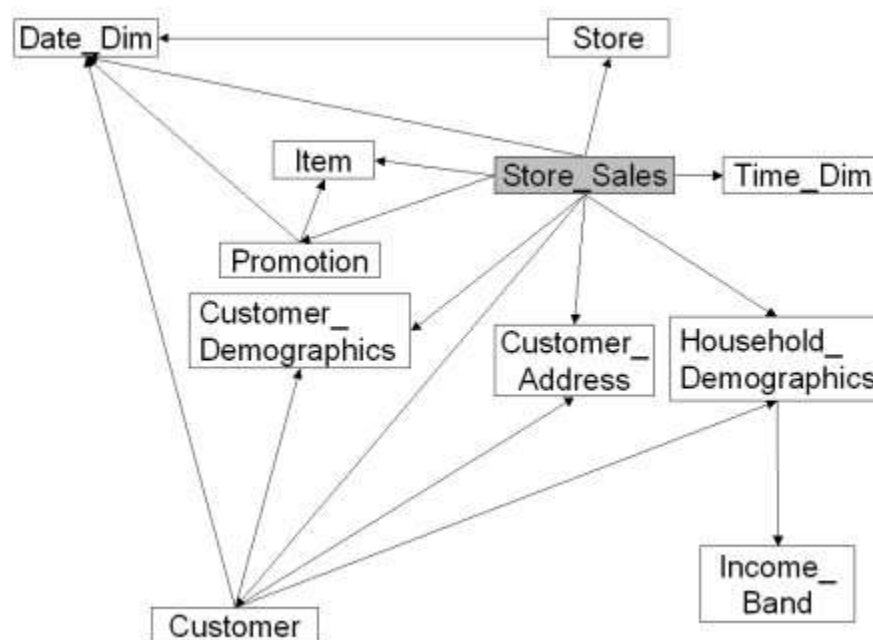 Date_Dim
Store
Item
Store_Sales
Time_Dim
Promotion
Customer_
Demographics
Customer_
Address
Household_
Demographics
Income_
Band
Customer